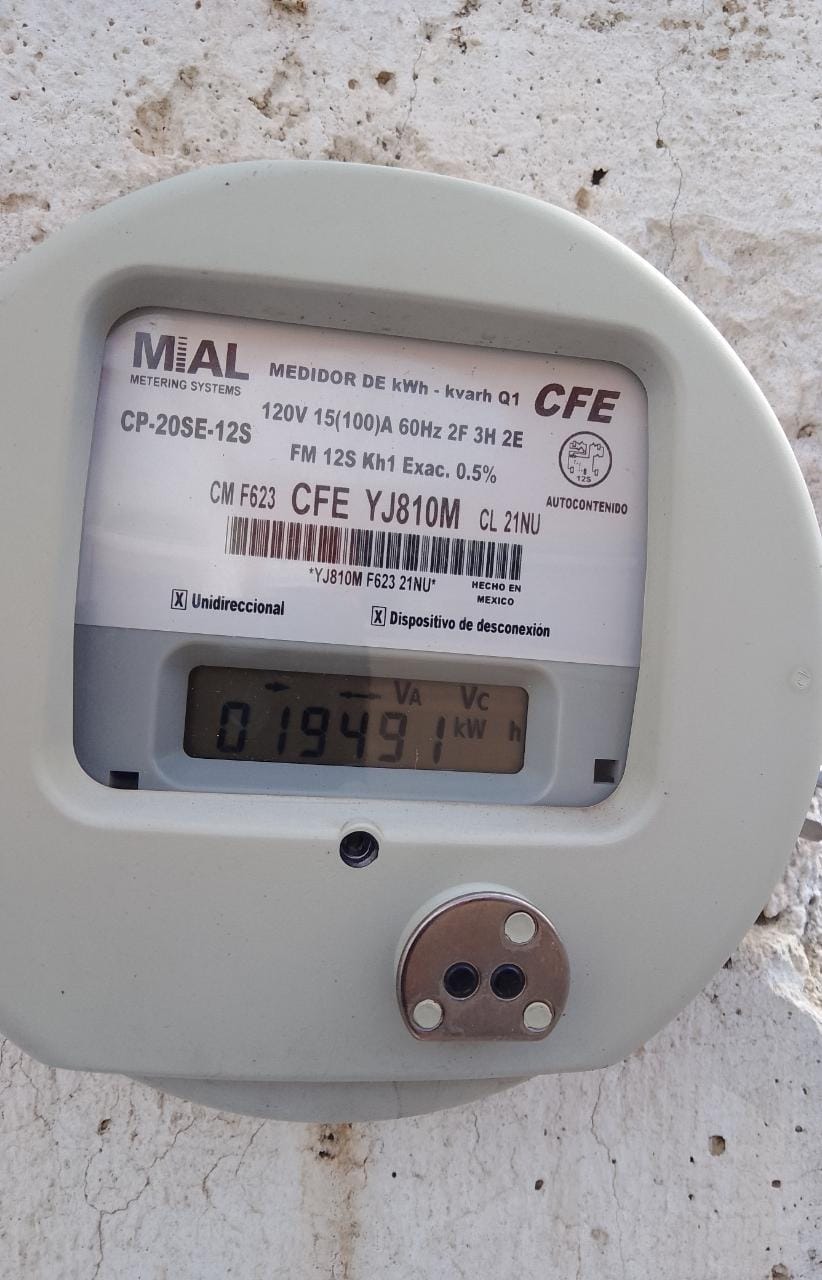 MIAL
METERING SYSTEMS
MEDIDOR DE kWh - kvarh Q1
CFE
CP-20SE-12S
120V 15(100)A 60Hz 2F 3H 2E
FM 12S Kh1 Exac. 0.5%
12S
AUTOCONTENIDO
CM F623 CFE YJ810M CL 21NU
*YJ810M F623 21NU*
HECHO EN
MEXICO
X Unidireccional
X Dispositivo de desconexión
VA VC
019491 kW h